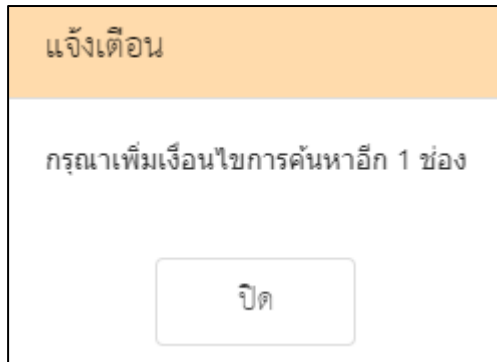 แจ้งเตือน
กรุณาเพิ่มเงื่อนไขการค้นหาอีก 1 ช่อง
ปิด